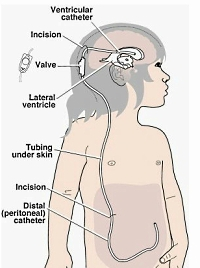 Ventricular
catheter
Incision
Valve
Lateral
ventricle
Tubing
under skin
Incision
Distal
(peritoneal)
catheter